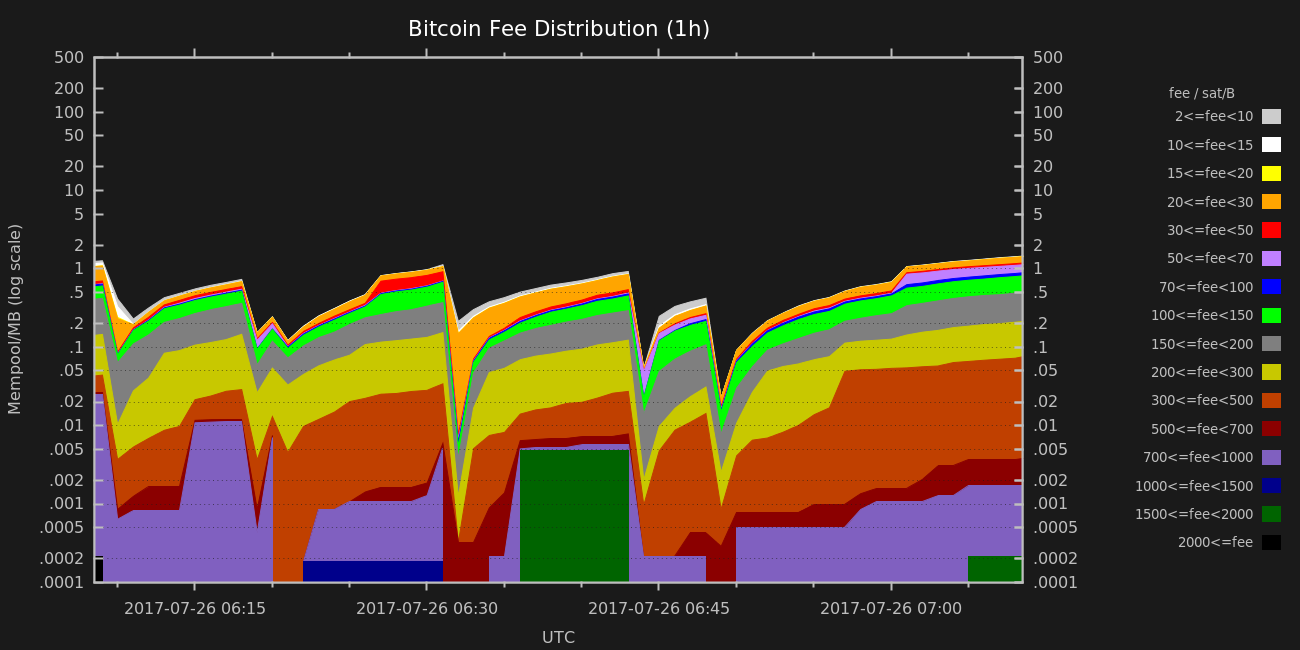 Bitcoin Fee Distribution (1h)
500 500
200 200
100 100
50 50
20 20
10 10
5 5
2 2
1 1
.5 .5
.2 .2
.1 .1
.05 .05
.02 .02
.01 .01
.005 .005
.002 .002
.001 .001
.0005 .0005
.0002 .0002
.0001 .0001
Mempool/MB (log scale)
2017-07-26 06:15 2017-07-26 06:30 2017-07-26 06:45 2017-07-26 07:00
UTC
fee / sat/B
2<=fee<10
10<=fee<15
15<=fee<20
20<=fee<30
30<=fee<50
50<=fee<70
70<=fee<100
100<=fee<150
150<=fee<200
200<=fee<300
300<=fee<500
500<=fee<700
700<=fee<1000
1000<=fee<1500
1500<=fee<2000
2000<=fee